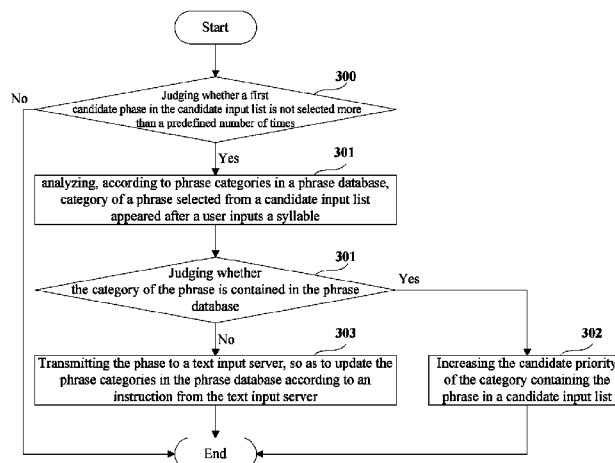 Start
300
Judging whether a first
candidate phase in the candidate input list is not selected more
than a predefined number of times
No
Yes
301
analyzing, according to phrase categories in a phrase database,
category of a phrase selected from a candidate input list
appeared after a user inputs a syllable
301
Judging whether
the category of the phrase is contained in the phrase
database
Yes
No
303
Transmitting the phase to a text input server, so as to update the
phrase categories in the phrase database according to an
instruction from the text input server
302
Increasing the candidate priority
of the category containing the
phrase in a candidate input list
End